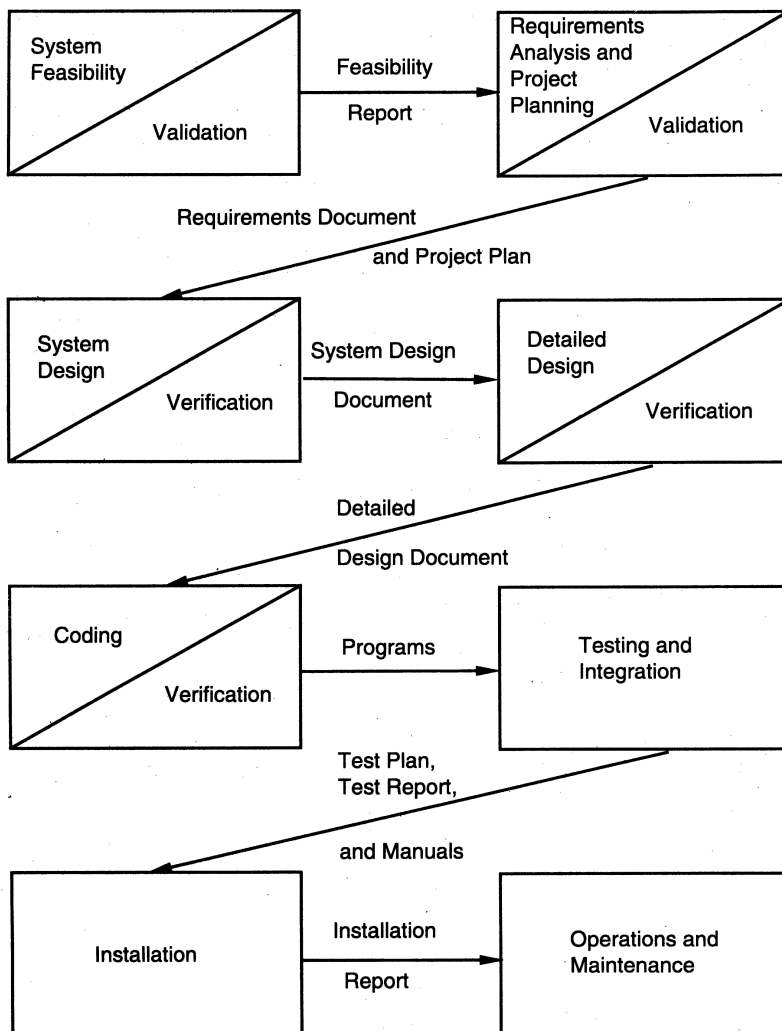 System
Feasibility
Validation
Feasibility
Report
Requirements
Analysis and
Project
Planning
Validation
Requirements Document
and Project Plan
System
Design
Verification
System Design
Document
Detailed
Design
Verification
Detailed
Design Document
Coding
Verification
Programs
Testing and
Integration
Test Plan,
Test Report,
and Manuals
Installation
Installation
Report
Operations and
Maintenance